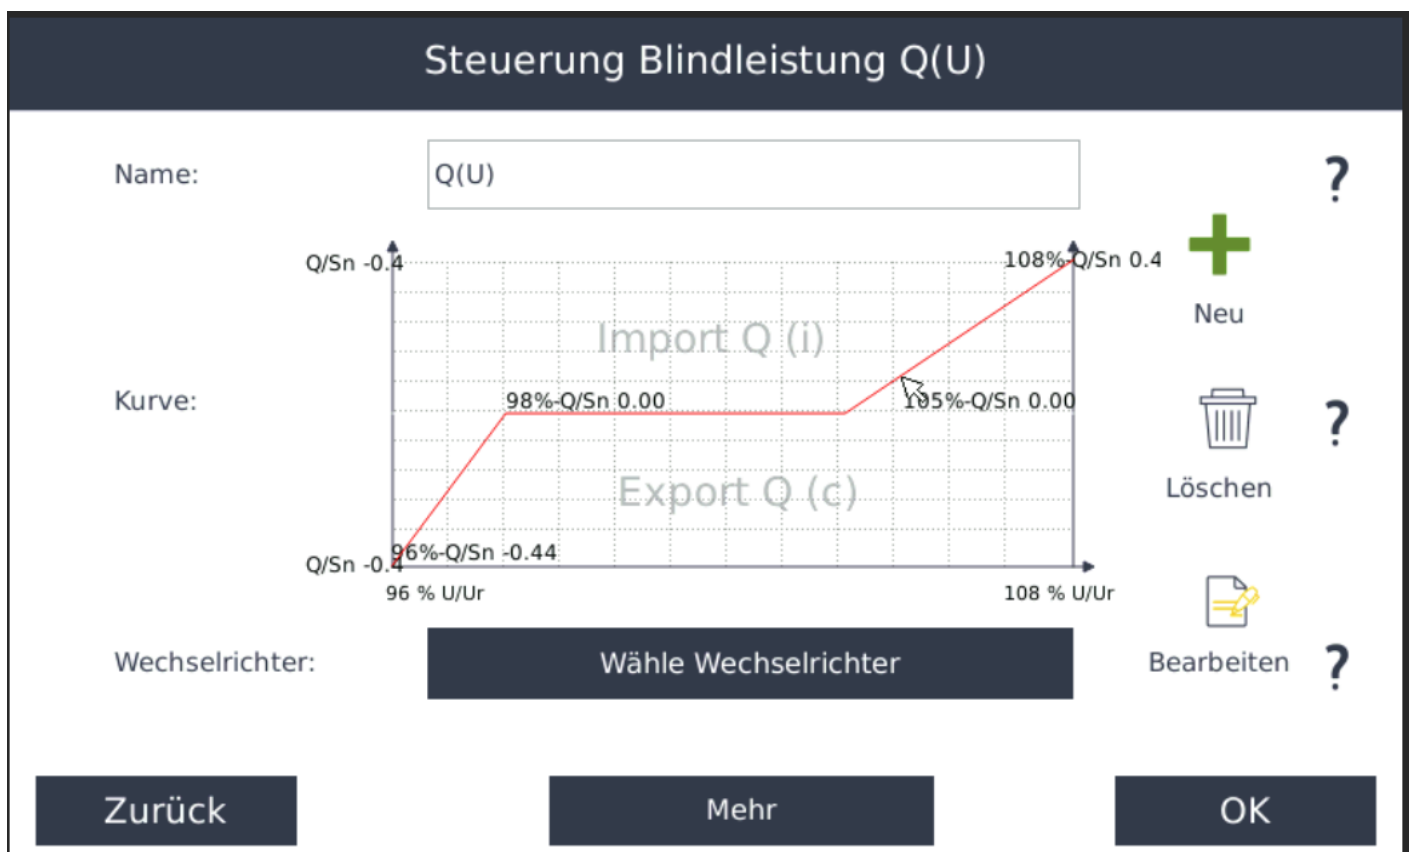 Steuerung Blindleistung Q(U)
Name:
Q(U)
?
Neu
Q/Sn -0.4
108%-Q/Sn 0.4
Import Q (i)
Kurve:
98%-Q/Sn 0.00
105%-Q/Sn 0.00
?
Löschen
Export Q (c)
96%-Q/Sn -0.44
Q/Sn -0.4
96 % U/Ur
108 % U/Ur
Wechselrichter:
Wähle Wechselrichter
Bearbeiten
?
Zurück
Mehr
OK